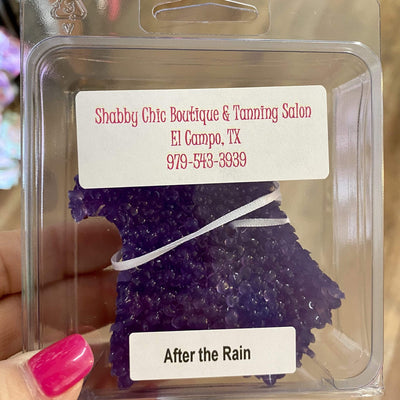 Shabby Chic Boutique & Tanning Salon
El Campo, TX
979-543-3939
After the Rain